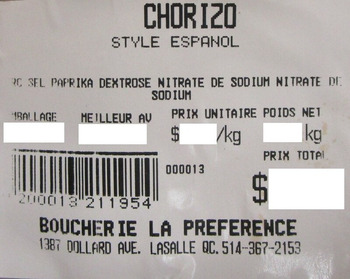 CHORIZO
STYLE ESPANOL
RC SEL PAPRIKA DEXTROSE NITRATE DE SODIUM NITRATE DE
SODIUM
MBALLAGE MEILLEUR AV PRIX UNITAIRE POIDS NET
$ /kg kg
000013 PRIX TOTAL
$
200013 211954
BOUCHERIE LA PREFERENCE
1387 DOLLARD AVE. LASALLE QC. 514-367-2153